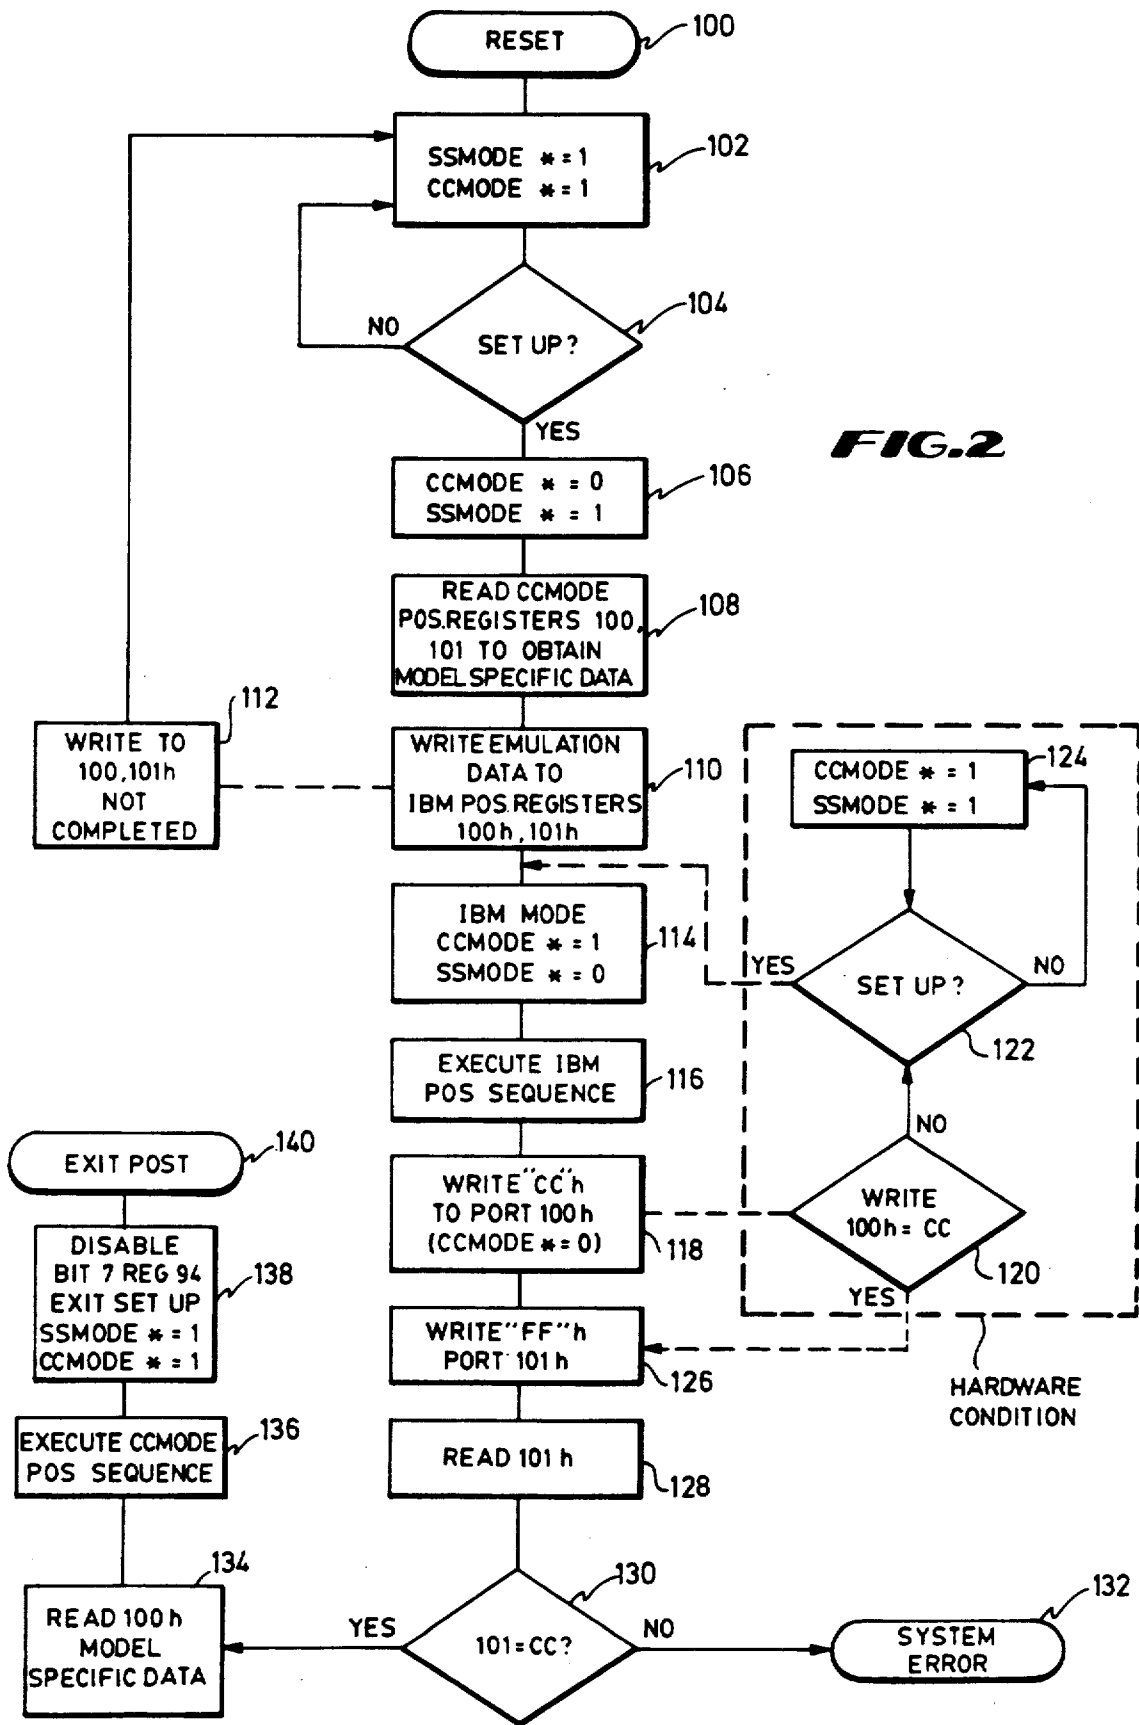 RESET
100
SSMODE * = 1
CCMODE * = 1
102
104
NO
SET UP ?
YES
FIG.2
CCMODE * = 0
SSMODE * = 1
106
READ CCMODE
POS.REGISTERS 100,
101 TO OBTAIN
MODEL SPECIFIC DATA
108
112
WRITE TO
100,101h
NOT
COMPLETED
WRITE EMULATION
DATA TO
IBM POS.REGISTERS
100h,101h
110
124
CCMODE * = 1
SSMODE * = 1
IBM MODE
CCMODE * = 1
SSMODE * = 0
114
YES
SET UP ?
NO
122
EXECUTE IBM
POS SEQUENCE
116
NO
EXIT POST
140
WRITE "CC"h
TO PORT 100h
(CCMODE *=0)
118
WRITE
100h = CC
120
YES
DISABLE
BIT 7 REG 94
EXIT SET UP
SSMODE * = 1
CCMODE * = 1
138
WRITE "FF"h
PORT 101h
126
HARDWARE
CONDITION
EXECUTE CCMODE
POS SEQUENCE
136
READ 101h
128
134
READ 100h
MODEL
SPECIFIC DATA
130
YES
101=CC?
NO
132
SYSTEM
ERROR